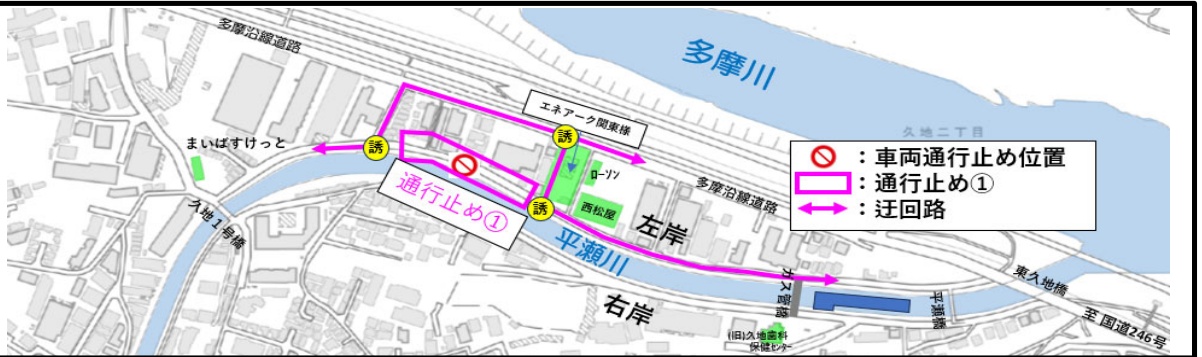 多摩沿線道路
多摩川
エネアーク関東様
久地二丁目
誘
誘
まいばすけっと
ローソン
：車両通行止め位置
：通行止め①
：迂回路
通行止め①
誘
西松屋
多摩沿線道路
左岸
久地１号橋
平瀬川
右岸
ガス管橋
平瀬橋
東久地橋
至 国道246号
(旧)久地歯科
保健センター